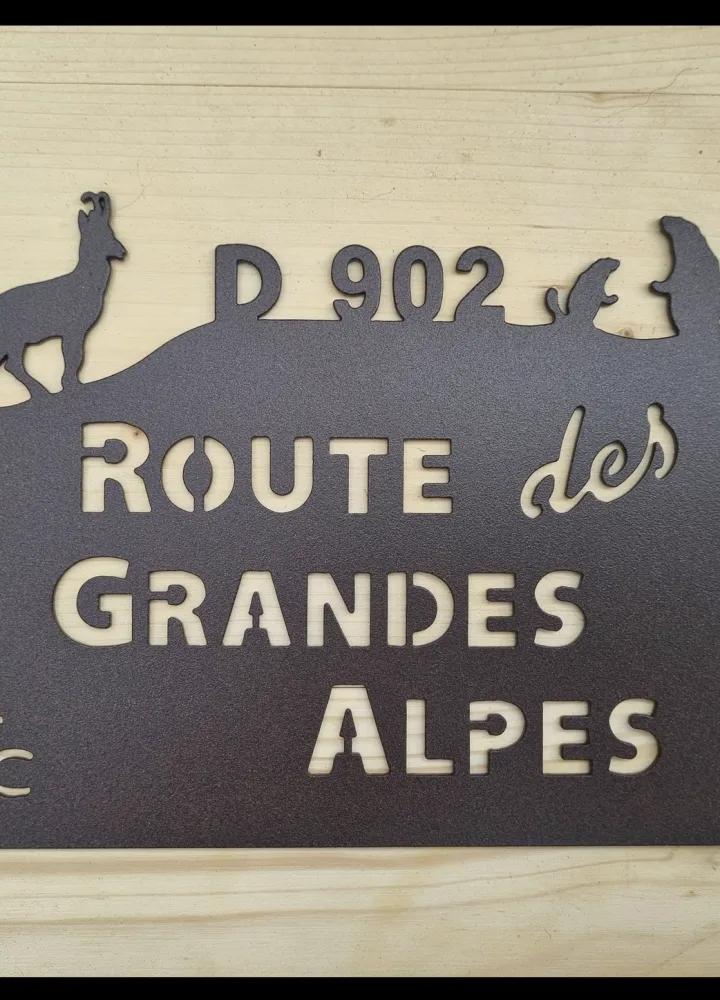 D 902
ROUTE des
GRANDES
ALPES